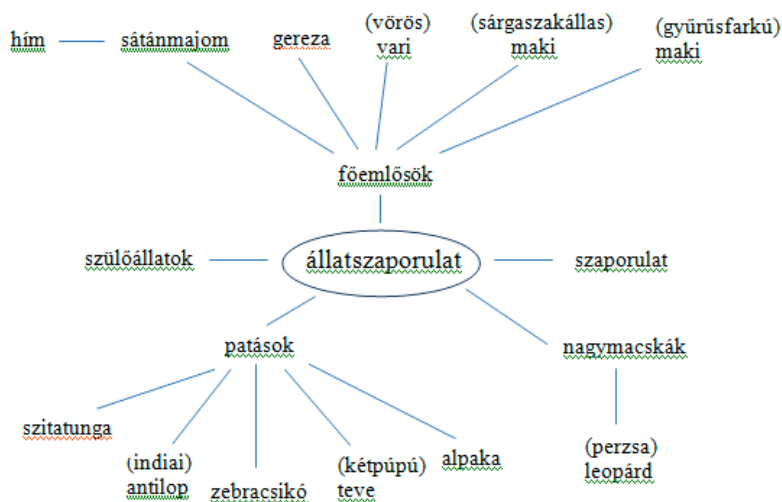 hím
sátánmajom
gereza
(vörös)
vari
(sárgaszakállas)
maki
(gyűrűsfarkú)
maki
főemlősök
szülőállatok
állatszaporulat
szaporulat
patások
nagymacskák
szitatunga
(indiai)
antilop
zebracsikó
(kétpúpú)
teve
alpaka
(perzsa)
leopárd